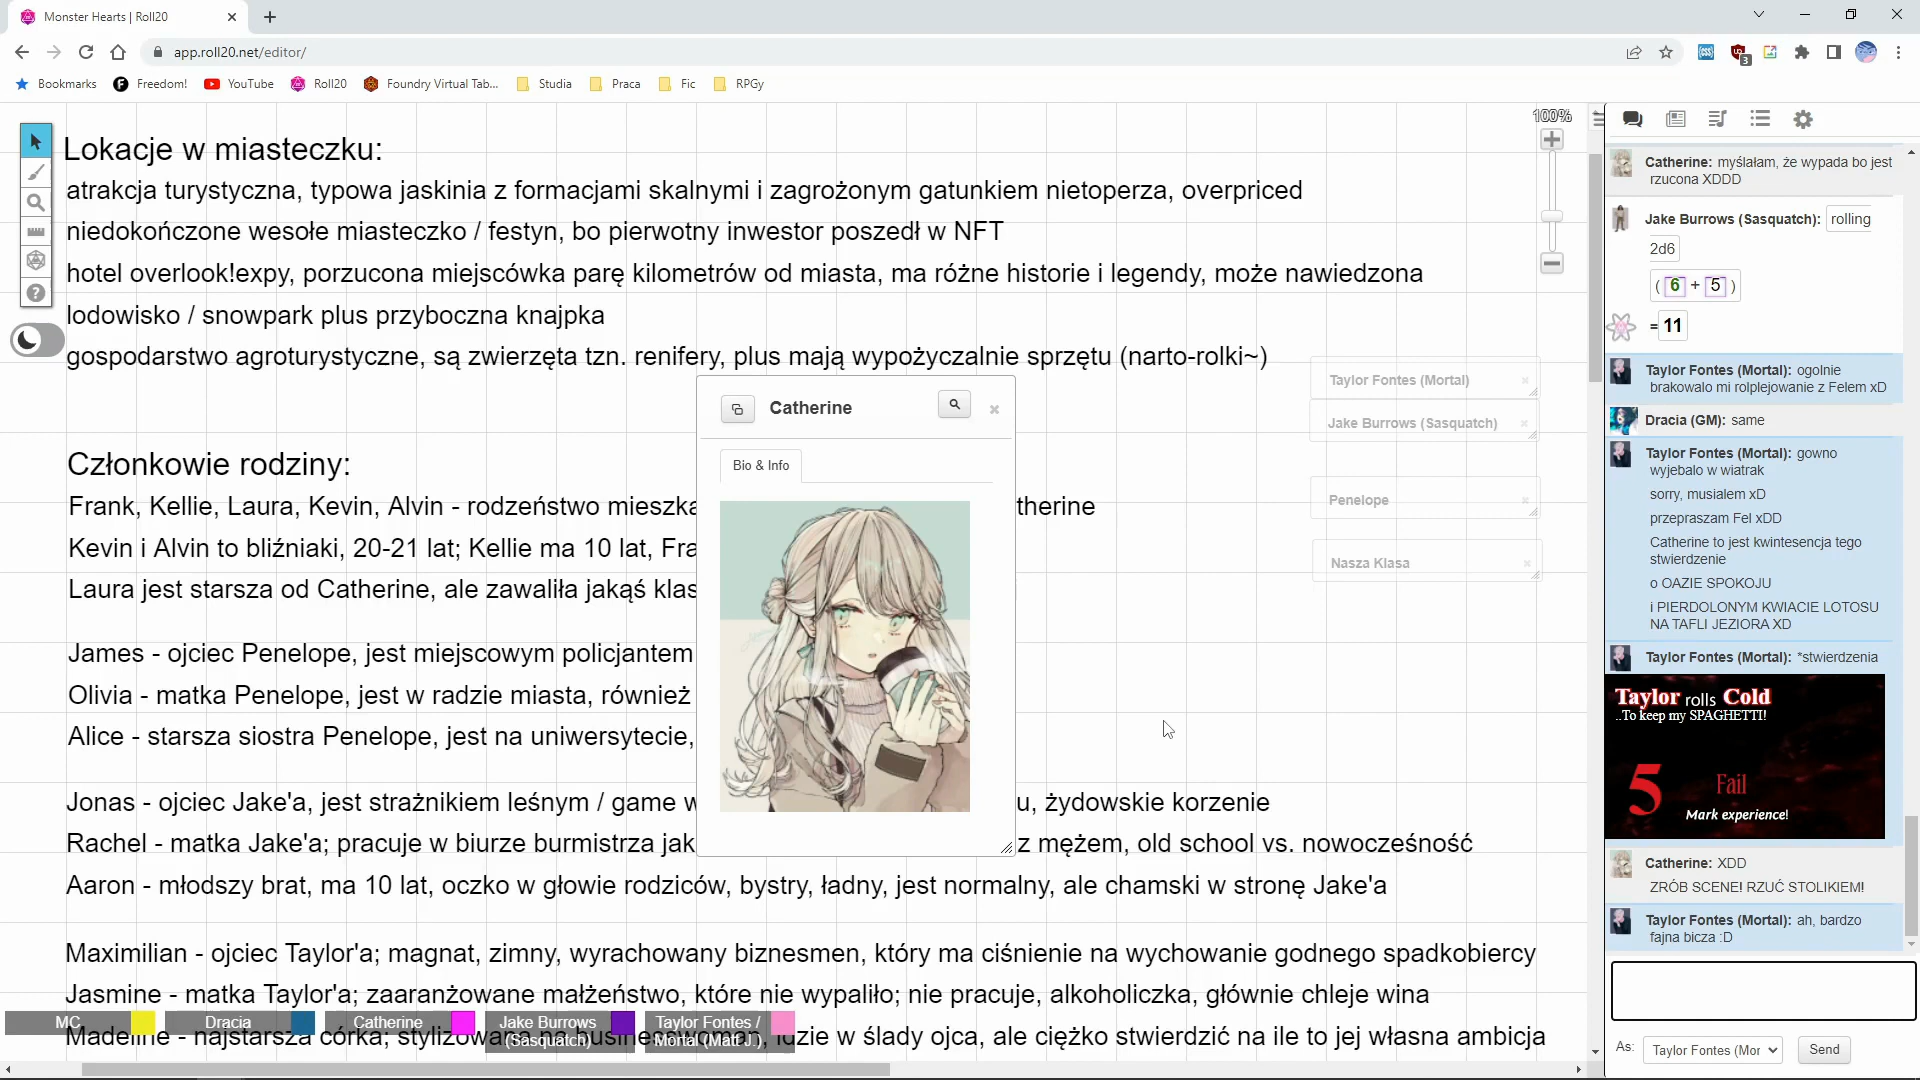 Monster Hearts | Roll20
app.roll20.net/editor/
3
Bookmarks
Freedom!
YouTube
Roll20
Foundry Virtual Tab...
Studia
Praca
Fic
RPGy
100%
Lokacje w miasteczku:
atrakcja turystyczna, typowa jaskinia z formacjami skalnymi i zagrożonym gatunkiem nietoperza, overpriced
niedokończone wesołe miasteczko / festyn, bo pierwotny inwestor poszedł w NFT
hotel overlook!expy, porzucona miejscówka parę kilometrów od miasta, ma różne historie i legendy, może nawiedzona
lodowisko / snowpark plus przyboczna knajpka
gospodarstwo agroturystyczne, są zwierzęta tzn. renifery, plus mają wypożyczalnie sprzętu (narto-rolki~)
Członkowie rodziny:
Frank, Kellie, Laura, Kevin, Alvin - rodzeństwo mieszka
therine
Kevin i Alvin to bliźniaki, 20-21 lat; Kellie ma 10 lat, Fra
Laura jest starsza od Catherine, ale zawaliła jakąś klas
James - ojciec Penelope, jest miejscowym policjantem
Olivia - matka Penelope, jest w radzie miasta, również
Alice - starsza siostra Penelope, jest na uniwersytecie,
Jonas - ojciec Jake'a, jest strażnikiem leśnym / game w
u, żydowskie korzenie
Rachel - matka Jake'a; pracuje w biurze burmistrza jak
z mężem, old school vs. nowocześność
Aaron - młodszy brat, ma 10 lat, oczko w głowie rodziców, bystry, ładny, jest normalny, ale chamski w stronę Jake'a
Maximilian - ojciec Taylor'a; magnat, zimny, wyrachowany biznesmen, który ma ciśnienie na wychowanie godnego spadkobiercy
Jasmine - matka Taylor'a; zaaranżowane małżeństwo, które nie wypaliło; nie pracuje, alkoholiczka, głównie chleje wina
Madeline - najstarsza córka; stylizowana na businesswoman, idzie w ślady ojca, ale ciężko stwierdzić na ile to jej własna ambicja
MC
Dracia
Catherine
Jake Burrows
(Sasquatch)
Taylor Fontes /
Mortal (Matt J.)
Catherine
Bio & Info
Taylor Fontes (Mortal)
Jake Burrows (Sasquatch)
Penelope
Nasza Klasa
Catherine: myślałam, że wypada bo jest
rzucona XDDD
Jake Burrows (Sasquatch): rolling
2d6
(6+5)
=11
Taylor Fontes (Mortal): ogolnie
brakowalo mi rolplejowanie z Felem xD
Dracia (GM): same
Taylor Fontes (Mortal): gowno
wyjebalo w wiatrak
sorry, musialem xD
przepraszam Fel xDD
Catherine to jest kwintesencja tego
stwierdzenie
o OAZIE SPOKOJU
i PIERDOLONYM KWIACIE LOTOSU
NA TAFLI JEZIORA XD
Taylor Fontes (Mortal): *stwierdzenia
Taylor rolls Cold
..To keep my SPAGHETTI!
5 Fail
Mark experience!
Catherine: XDD
ZRÓB SCENE! RZUĆ STOLIKIEM!
Taylor Fontes (Mortal): ah, bardzo
fajna bicza :D
As:
Taylor Fontes (Mor
Send